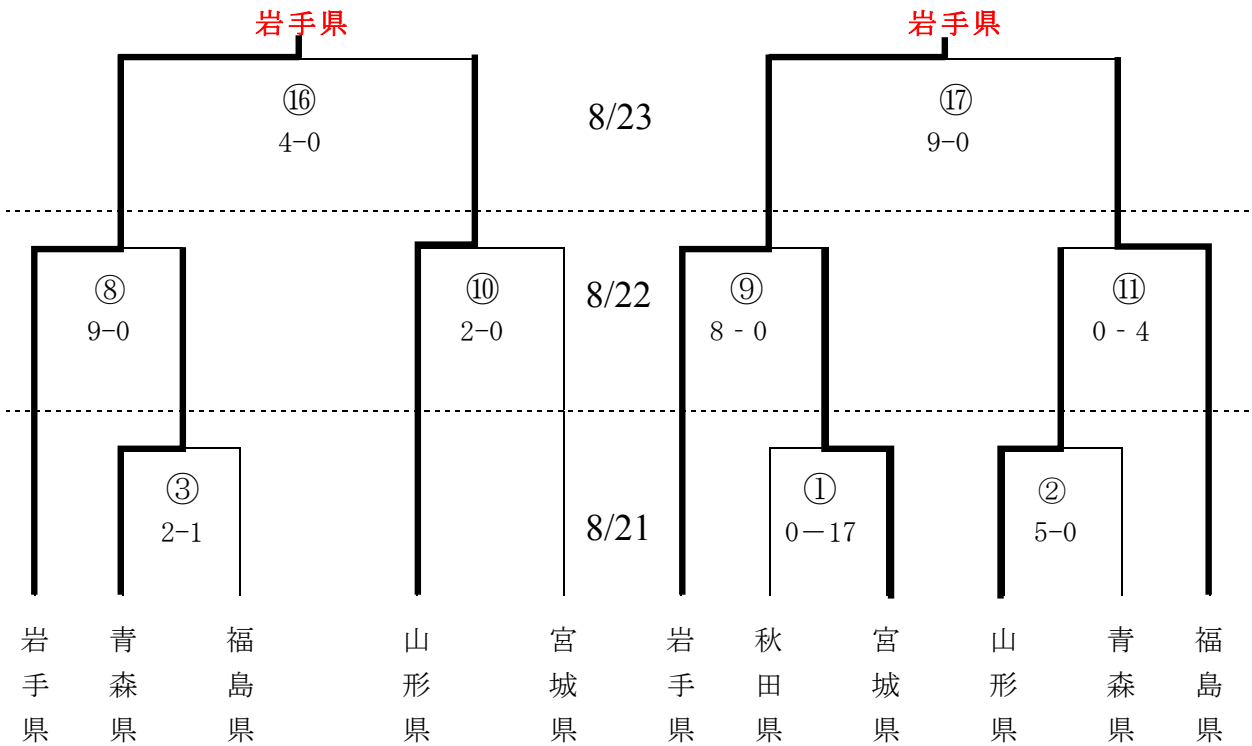 岩手県 岩手県
⑯ ⑰
8/23
4-0 9-0
⑧ ⑩ 8/22 ⑨ ⑪
9-0 2-0 8 - 0 0 - 4
③ ① ②
2-1 8/21 0－17 5-0
岩手県 青森県 福島県 山形県 宮城県 岩手県 秋田県 宮城県 山形県 青森県 福島県